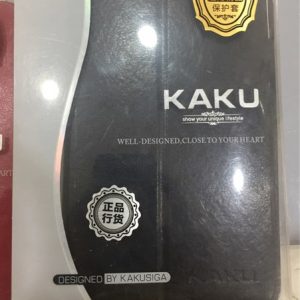 保护套
KAKU
show your unique lifestyle
WELL-DESIGNED,CLOSE TO YOUR HEART
正品
行货
DESIGNED BY KAKUSIGA
KAKU